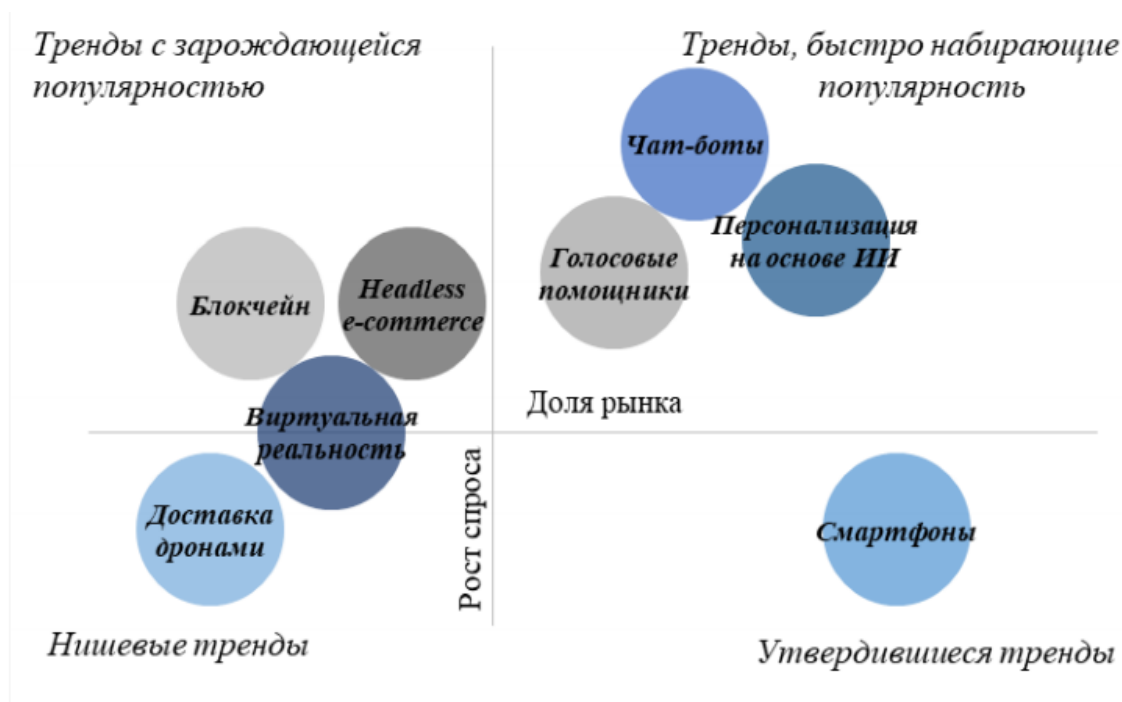 Тренды с зарождающейся
популярностью
Тренды, быстро набирающие
популярность
Чат-боты
Персонализация
на основе ИИ
Голосовые
помощники
Блокчейн
Headless
e-commerce
Доля рынка
Виртуальная
реальность
Рост спроса
Доставка
дронами
Смартфоны
Нишевые тренды
Утвердившиеся тренды